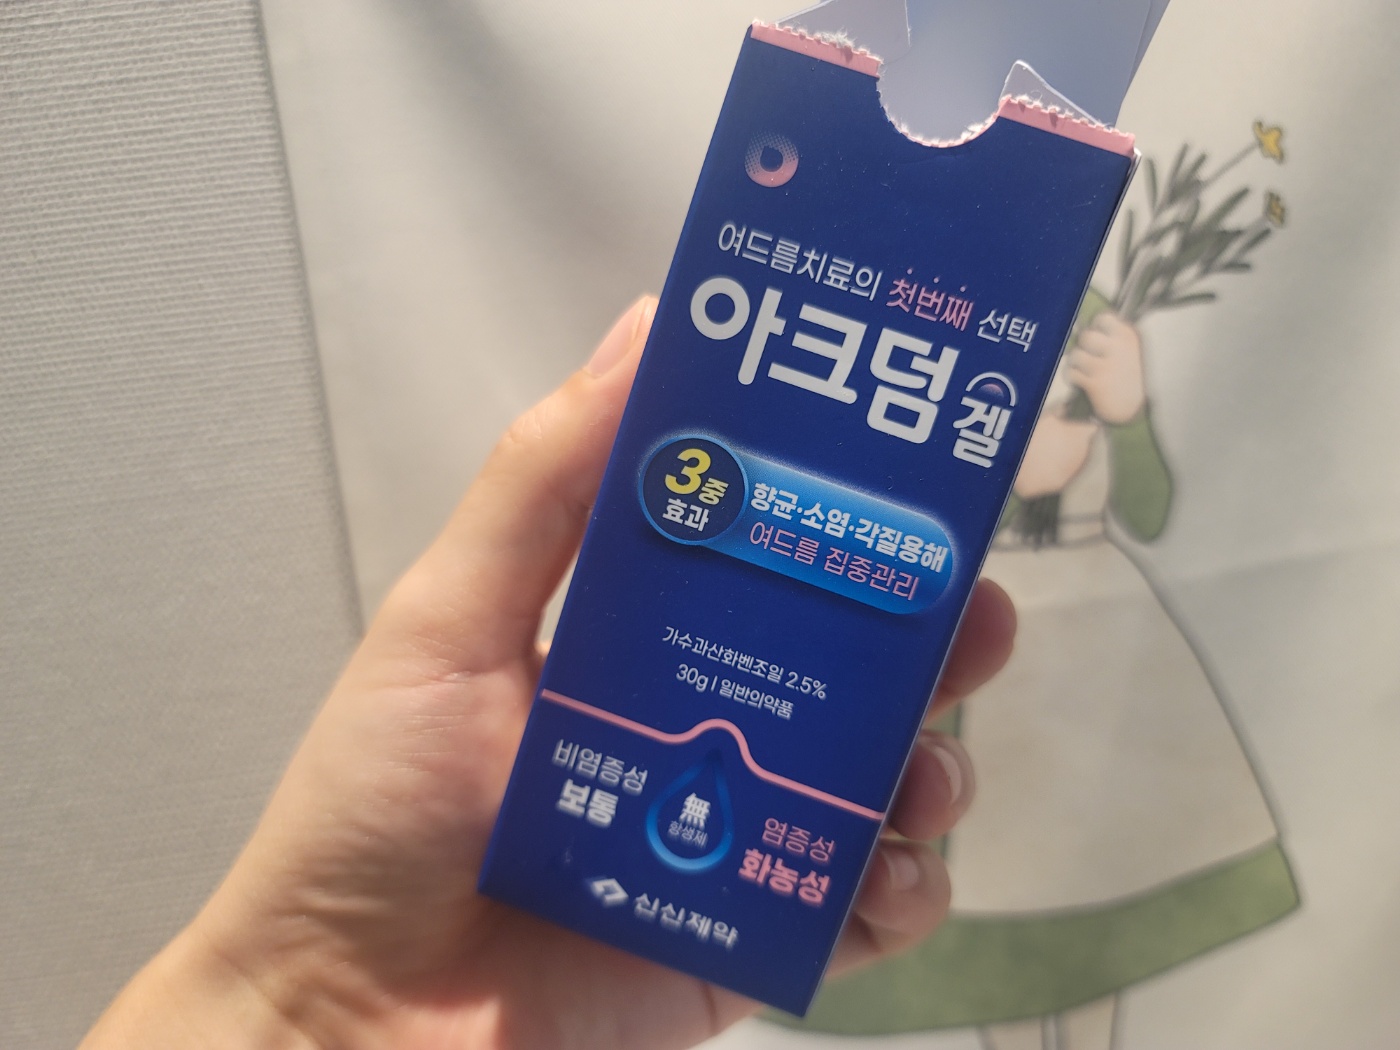 여드름치료의 첫번째 선택
아크덤 겔
3중
효과
향균·소염·각질용해
여드름 집중관리
가수과산화벤조일 2.5%
30g | 일반의약품
비염증성
보통
無
항생제
염증성
화농성
신신제약